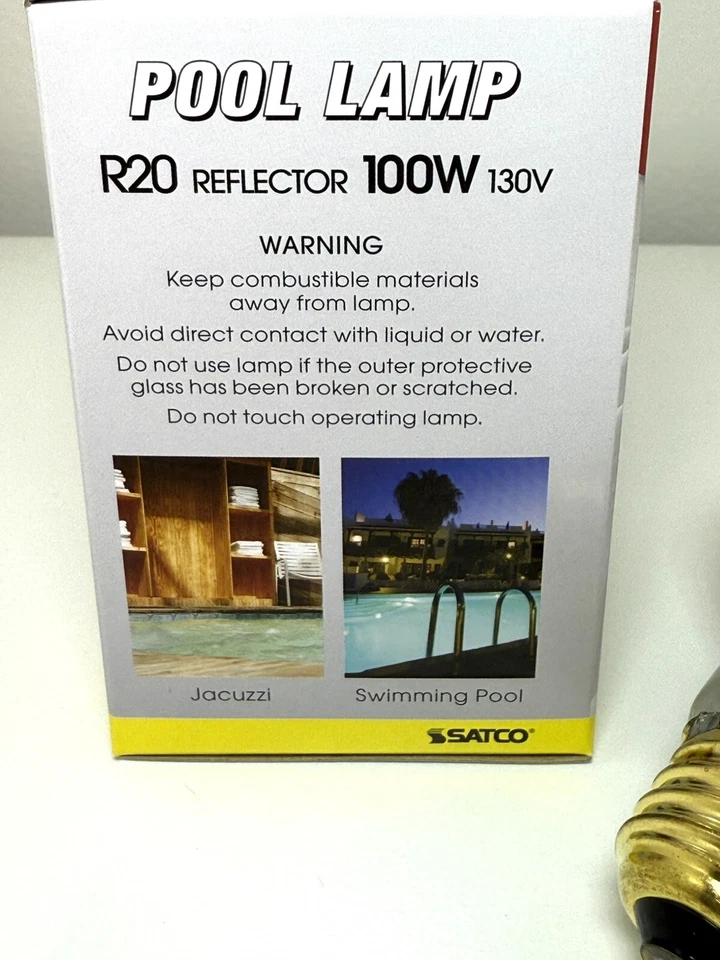 POOL LAMP
R20 REFLECTOR 100W 130V
WARNING
Keep combustible materials
away from lamp.
Avoid direct contact with liquid or water.
Do not use lamp if the outer protective
glass has been broken or scratched.
Do not touch operating lamp.
Jacuzzi
Swimming Pool
SATCO®